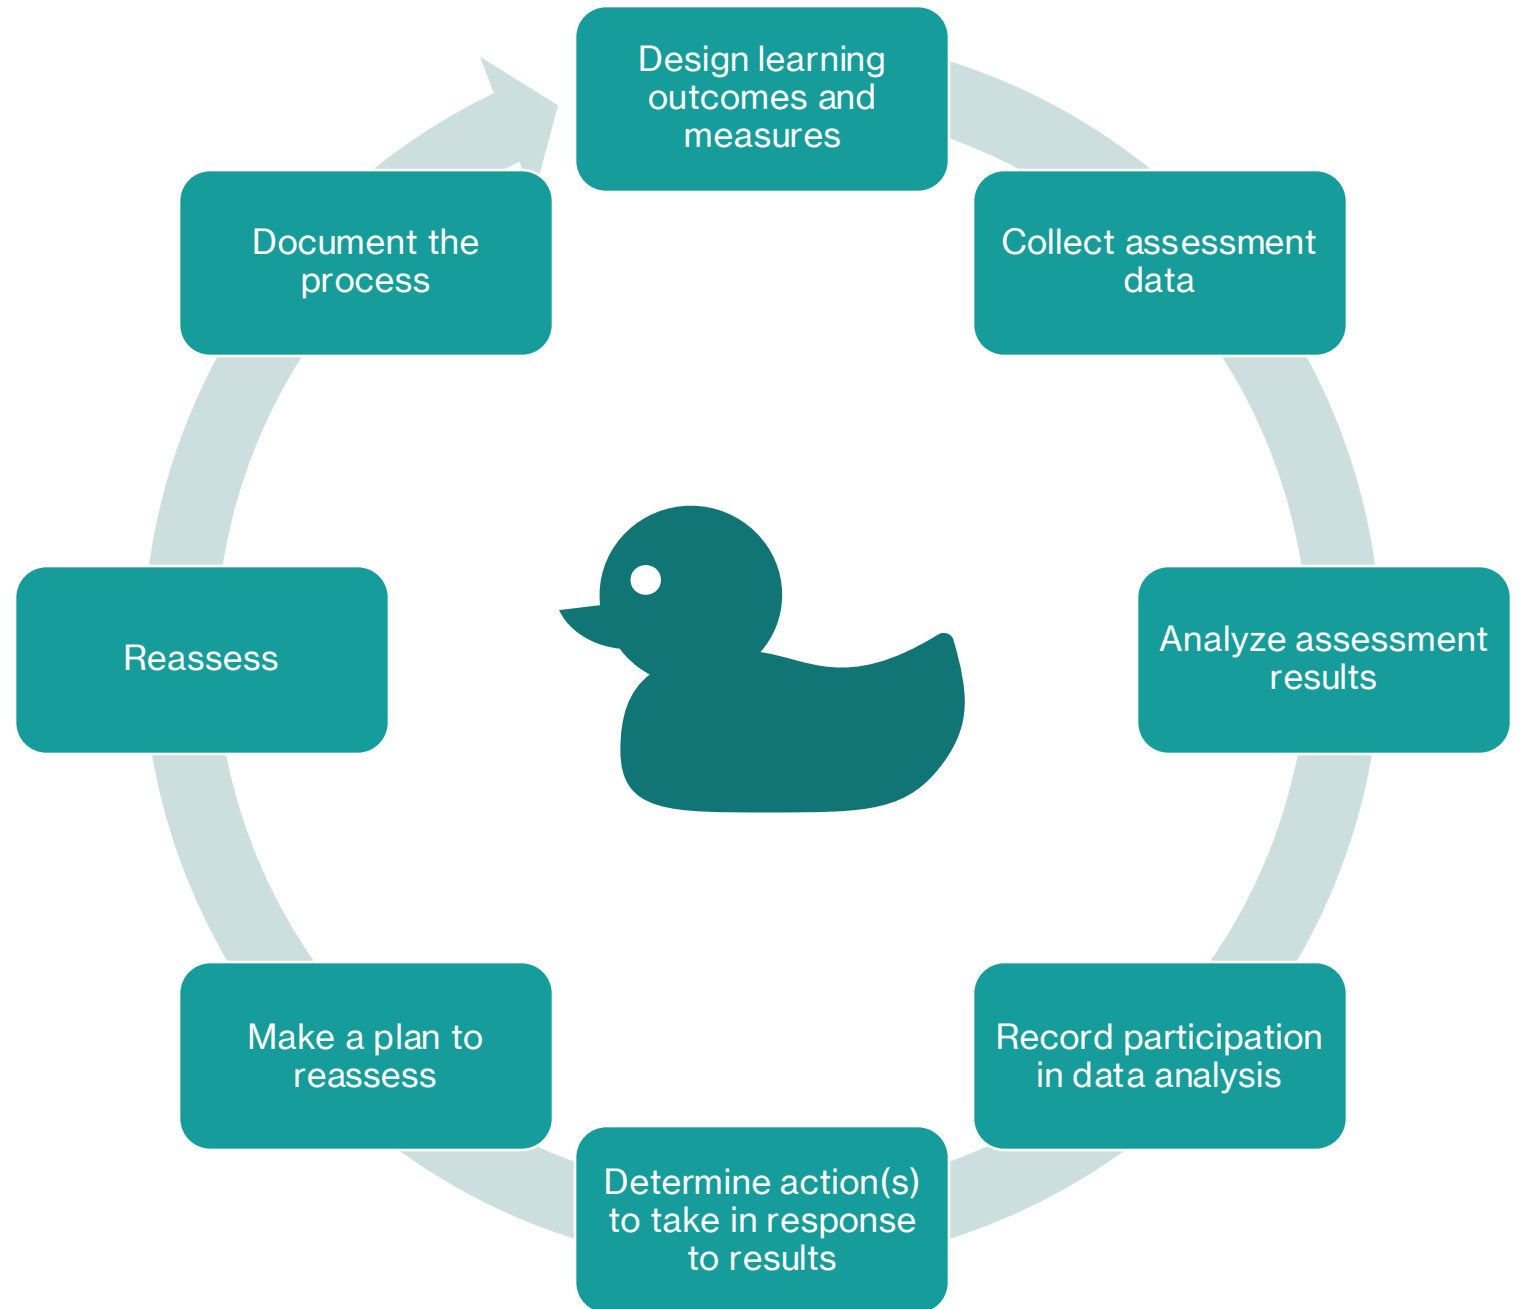 Design learning
outcomes and
measures
Collect assessment
data
Analyze assessment
results
Record participation
in data analysis
Determine action(s)
to take in response
to results
Make a plan to
reassess
Reassess
Document the
process